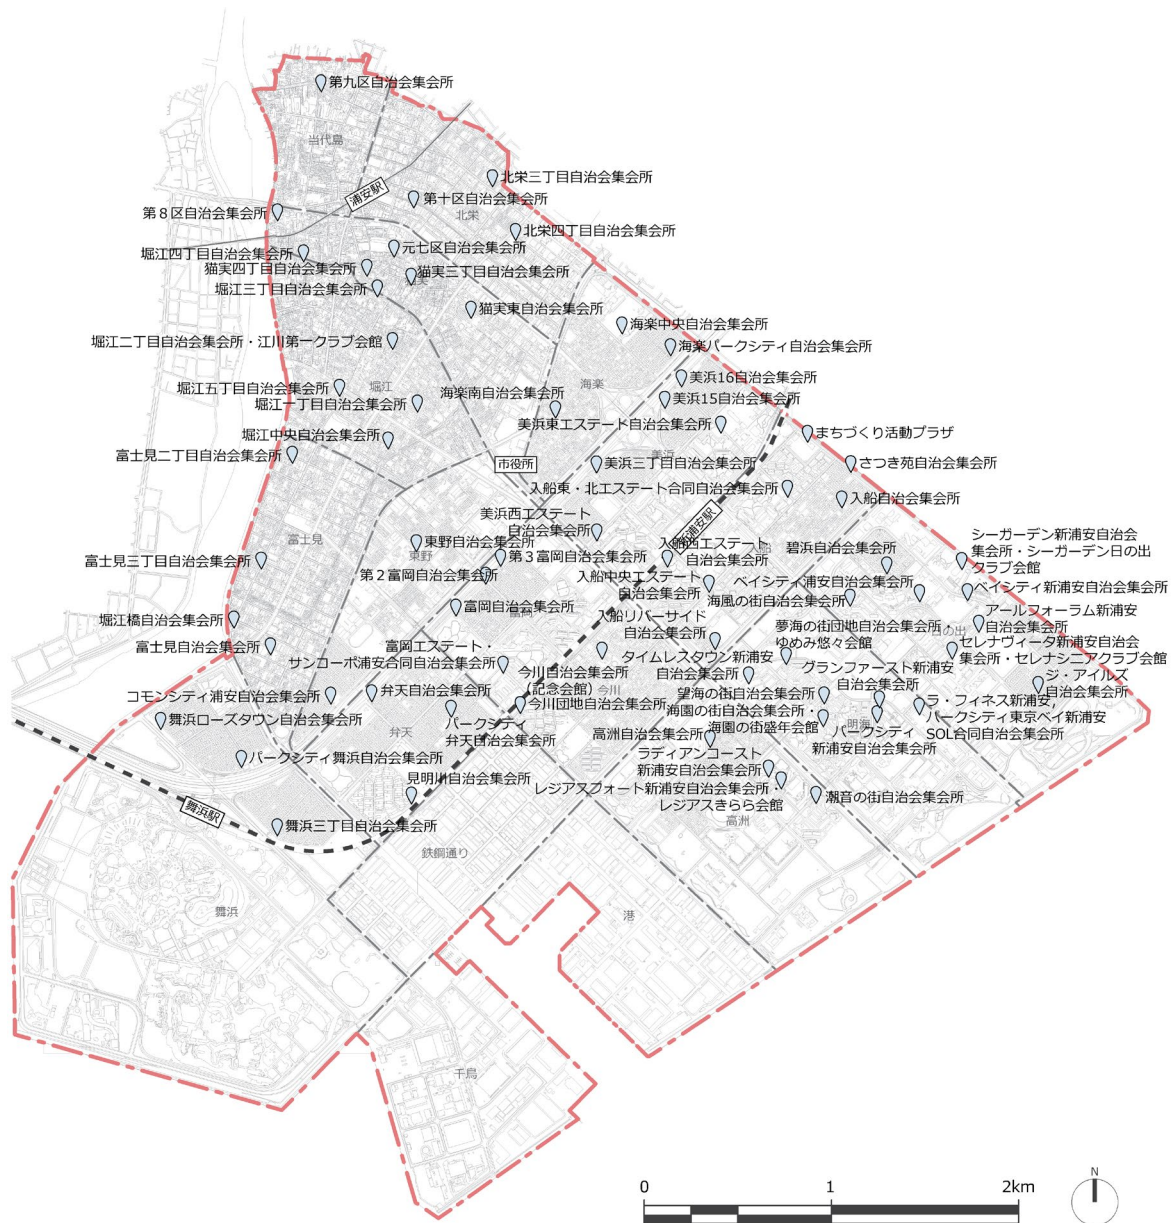 第九区自治会集会所
当代島
北栄三丁目自治会集会所
浦安駅
第十区自治会集会所
第８区自治会集会所
北栄
北栄四丁目自治会集会所
元七区自治会集会所
堀江四丁目自治会集会所
猫実四丁目自治会集会所
猫実三丁目自治会集会所
猫実
堀江三丁目自治会集会所
猫実東自治会集会所
海楽中央自治会集会所
堀江二丁目自治会集会所・江川第一クラブ会館
海楽パークシティ自治会集会所
美浜16自治会集会所
堀江五丁目自治会集会所
堀江
海楽南自治会集会所
海楽
美浜15自治会集会所
堀江一丁目自治会集会所
美浜東エステード自治会集会所
堀江中央自治会集会所
まちづくり活動プラザ
富士見二丁目自治会集会所
市役所
美浜
美浜三丁目自治会集会所
さつき苑自治会集会所
入船東・北エステート合同自治会集会所
入船自治会集会所
美浜西エステート
自治会集会所
新浦安駅
富士見
東野自治会集会所
東野
第３富岡自治会集会所
入船西エステート
自治会集会所
入船
碧浜自治会集会所
シーガーデン新浦安自治会
集会所・シーガーデン日の出
クラブ会館
富士見三丁目自治会集会所
第２富岡自治会集会所
入船中央エステート
自治会集会所
ベイシティ浦安自治会集会所
ベイシティ新浦安自治会集会所
富岡自治会集会所
富岡
海風の街自治会集会所
堀江橋自治会集会所
入船リバーサイド
自治会集会所
夢海の街団地自治会集会所・
ゆめみ悠々会館
日の出
アールフォーラム新浦安
自治会集会所
富士見自治会集会所
富岡エステート・
サンコーポ浦安合同自治会集会所
タイムレスタウン新浦安
自治会集会所
セレナヴィータ新浦安自治会
集会所・セレナシニアクラブ会館
今川自治会集会所
（記念会館）
今川
グランファースト新浦安
自治会集会所
ジ・アイルズ
自治会集会所
コモンシティ浦安自治会集会所
弁天自治会集会所
今川団地自治会集会所
望海の街自治会集会所
海園の街自治会集会所・
海園の街盛年会館
ラ・フィネス新浦安,
パークシティ東京ベイ新浦安
SOL合同自治会集会所
舞浜ローズタウン自治会集会所
弁天
パークシティ
弁天自治会集会所
高洲自治会集会所
明海
パークシティ
新浦安自治会集会所
パークシティ舞浜自治会集会所
ラディアンコースト
新浦安自治会集会所
見明川自治会集会所
レジアスフォート新浦安自治会集会所・
レジアスきらら会館
潮音の街自治会集会所
舞浜駅
舞浜三丁目自治会集会所
高洲
鉄鋼通り
舞浜
港
千鳥
0 1 2km
N